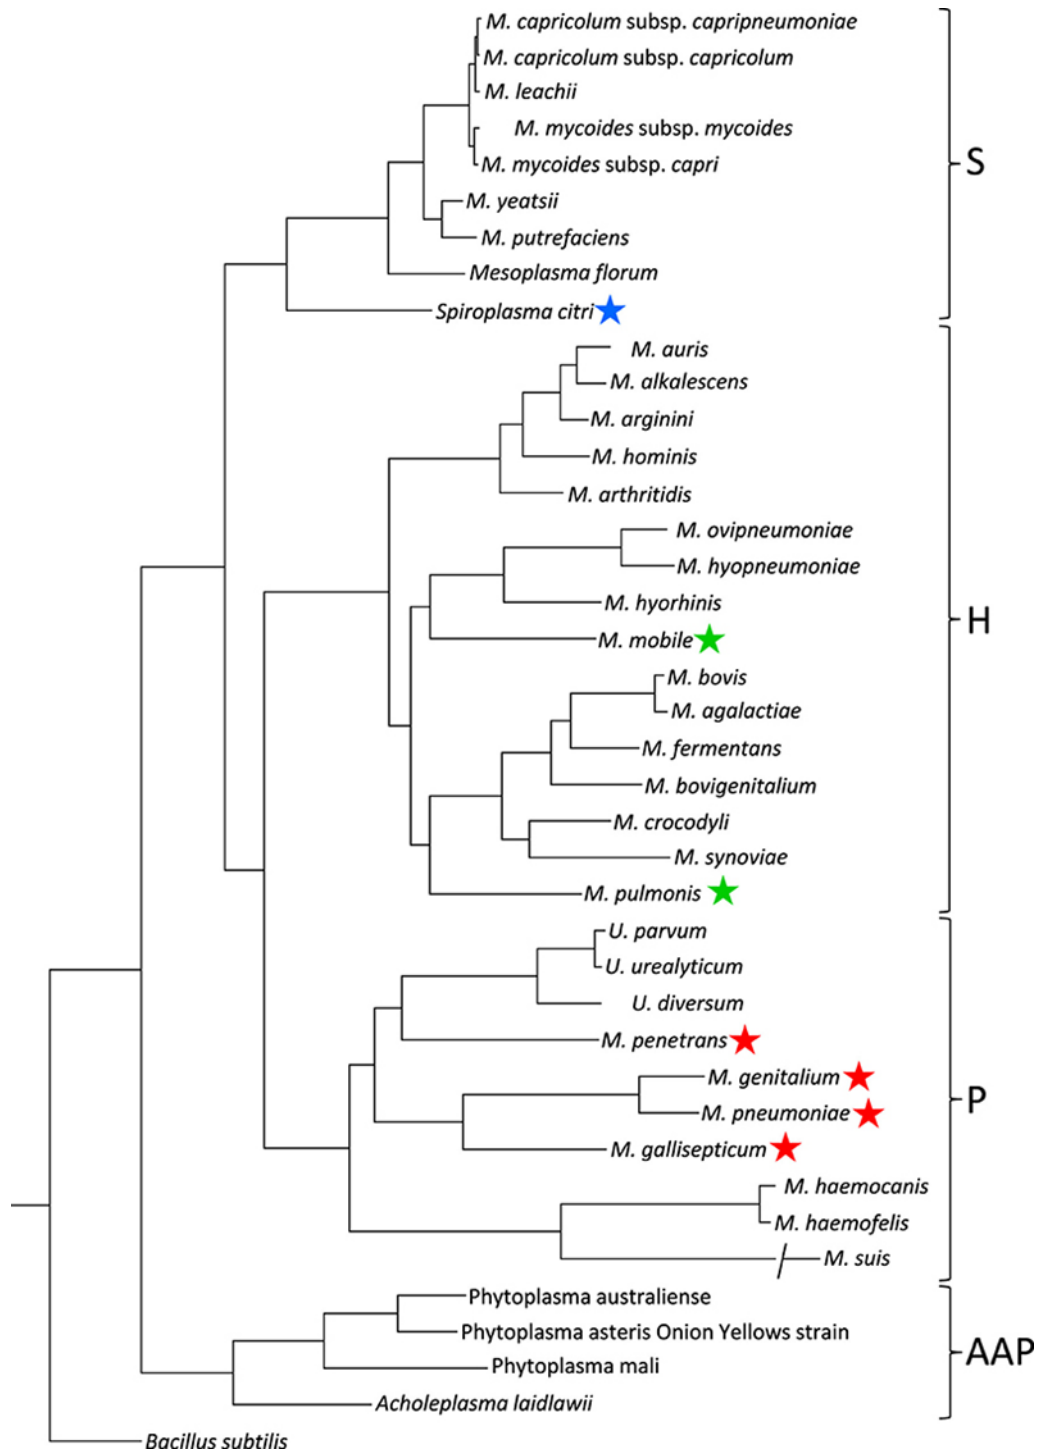 M. capricolum subsp. capripneumoniae
M. capricolum subsp. capricolum
M. leachii
M. mycoides subsp. mycoides
M. mycoides subsp. capri
S
M. yeatsii
M. putrefaciens
Mesoplasma florum
Spiroplasma citri
M. auris
M. alkalescens
M. arginini
M. hominis
M. arthritidis
M. ovipneumoniae
M. hyopneumoniae
M. hyorhinis
H
M. mobile
M. bovis
M. agalactiae
M. fermentans
M. bovigenitalium
M. crocodyli
M. synoviae
M. pulmonis
U. parvum
U. urealyticum
U. diversum
M. penetrans
M. genitalium
P
M. pneumoniae
M. gallisepticum
M. haemocanis
M. haemofelis
M. suis
Phytoplasma australiense
Phytoplasma asteris Onion Yellows strain
AAP
Phytoplasma mali
Acholeplasma laidlawii
Bacillus subtilis